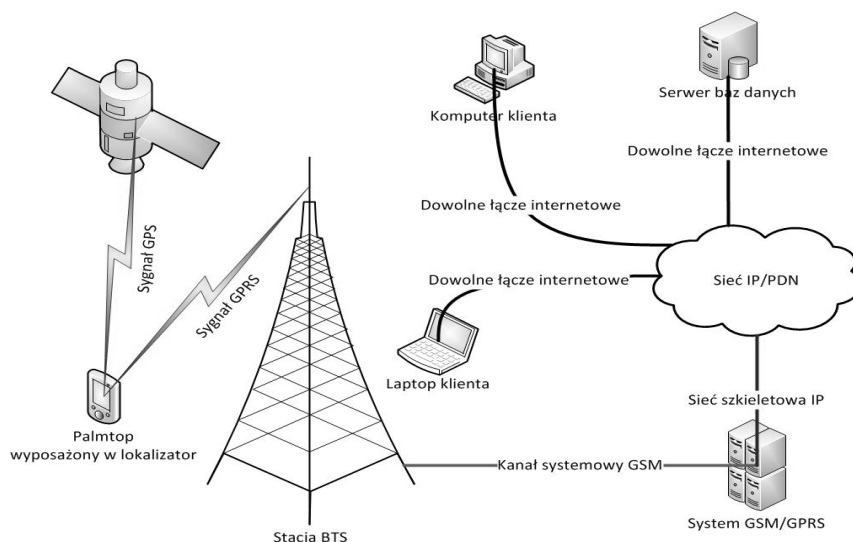 Komputer klienta
Serwer baz danych
Dowolne łącze internetowe
Dowolne łącze internetowe
Sygnał GPS
Sygnał GPRS
Dowolne łącze internetowe
Sieć IP/PDN
Laptop klienta
Sieć szkieletowa IP
Palmtop
wyposażony w lokalizator
Kanał systemowy GSM
System GSM/GPRS
Stacja BTS